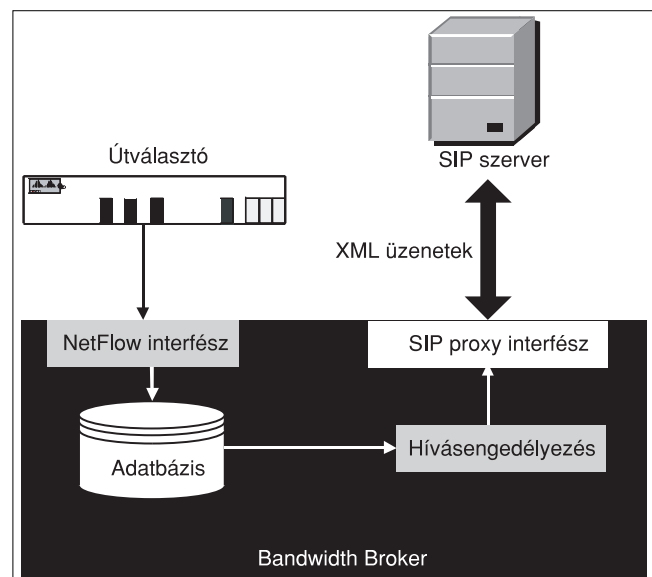 SIP szerver
Útválasztó
XML üzenetek
NetFlow interfész
SIP proxy interfész
Adatbázis
Hívásengedélyezés
Bandwidth Broker